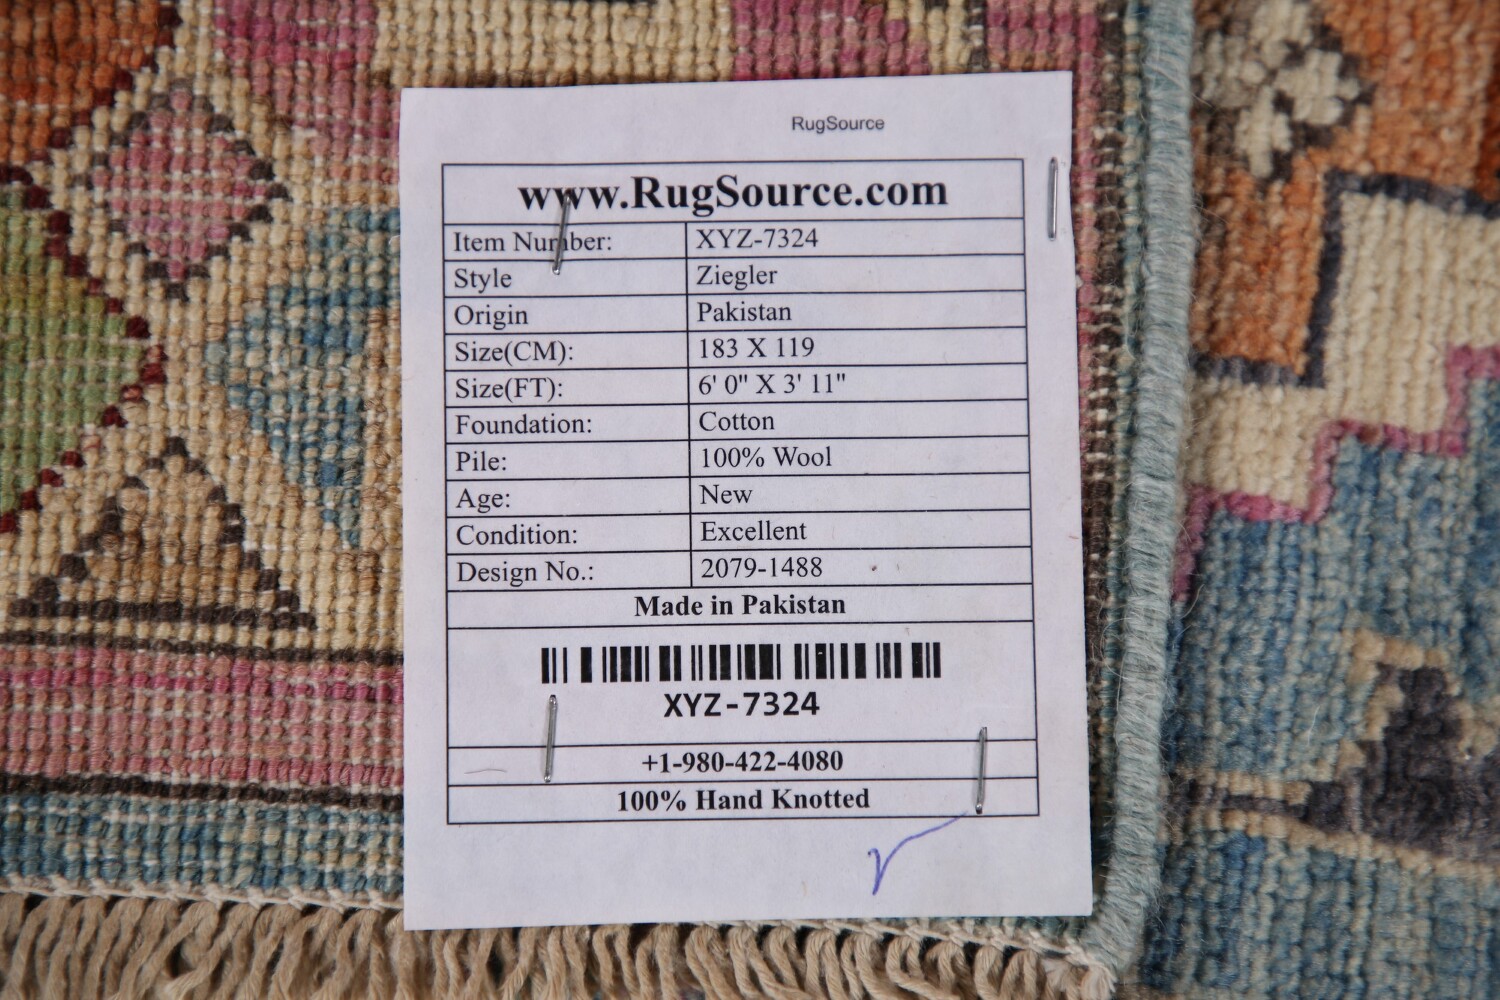 RugSource
www.RugSource.com
Item Number: XYZ-7324
Style Ziegler
Origin Pakistan
Size(CM): 183 X 119
Size(FT): 6' 0" X 3' 11"
Foundation: Cotton
Pile: 100% Wool
Age: New
Condition: Excellent
Design No.: 2079-1488
Made in Pakistan
XYZ-7324
+1-980-422-4080
100% Hand Knotted